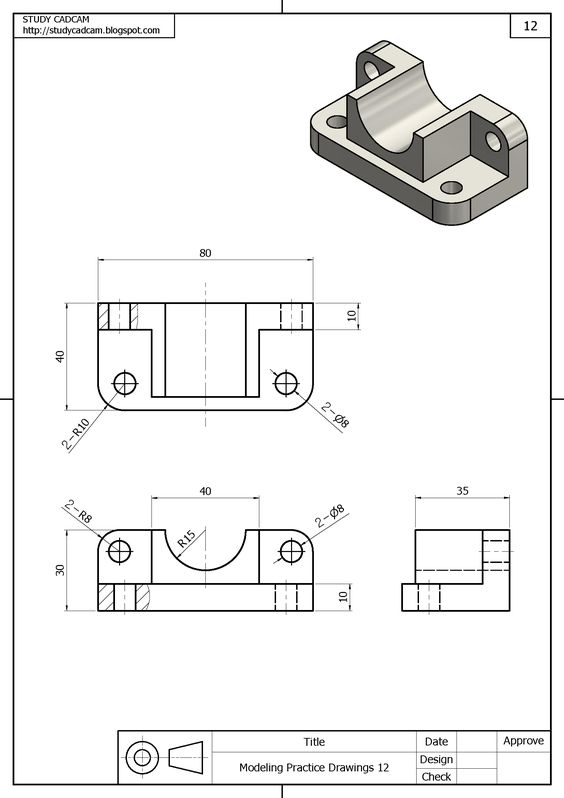 STUDY CADCAM
http://studycadcam.blogspot.com
12
80
40
10
2-R10
2-Ø8
40
35
2-R8
2-Ø8
R15
30
10
Title
Date
Approve
Modeling Practice Drawings 12
Design
Check